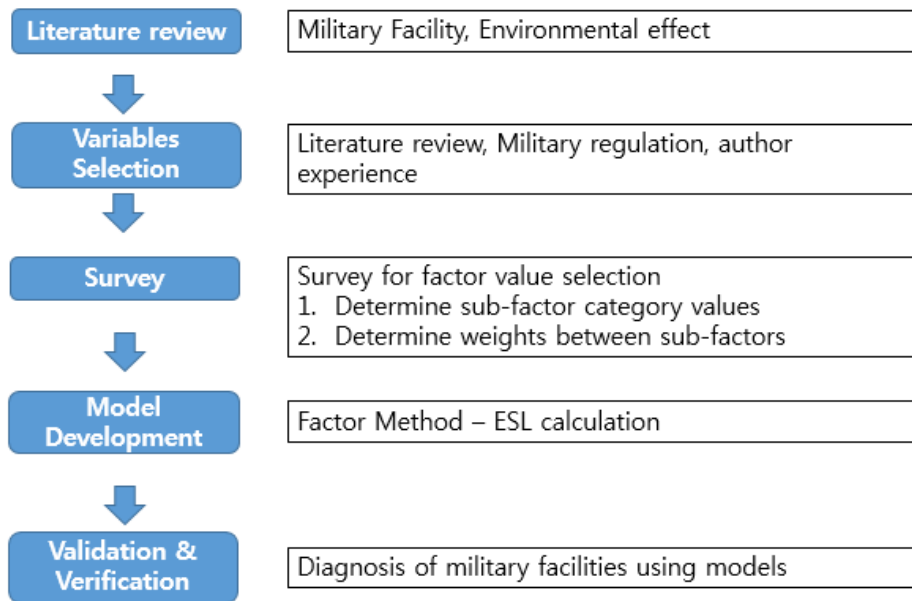 Literature review
Military Facility, Environmental effect
Variables
Selection
Literature review, Military regulation, author
experience
Survey
Survey for factor value selection
1. Determine sub-factor category values
2. Determine weights between sub-factors
Model
Development
Factor Method – ESL calculation
Validation &
Verification
Diagnosis of military facilities using models